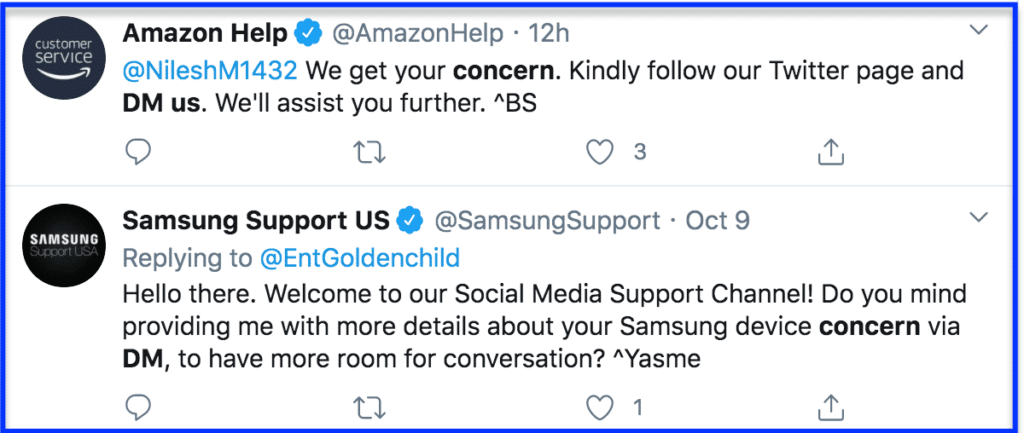 customer
service
Amazon Help @AmazonHelp · 12h
@NileshM1432 We get your concern. Kindly follow our Twitter page and
DM us. We'll assist you further. ^BS
3
SAMSUNG
Support USA
Samsung Support US @SamsungSupport · Oct 9
Replying to @EntGoldenchild
Hello there. Welcome to our Social Media Support Channel! Do you mind
providing me with more details about your Samsung device concern via
DM, to have more room for conversation? ^Yasme
1